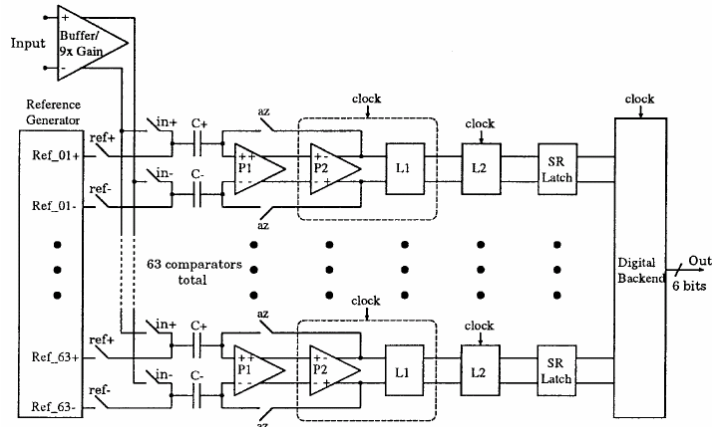 +
Input
Buffer/
9x Gain
-
Reference
Generator
clock
clock
in+
C+
az
ref+
Ref_01+
++
P1
--
+-
P2
-+
L1
clock
L2
SR
Latch
in-
C-
ref-
Ref_01-
az
63 comparators
total
Digital
Backend
Out
6 bits
clock
in+
C+
az
ref+
Ref_63+
++
P1
--
+-
P2
-+
L1
clock
L2
SR
Latch
in-
C-
ref-
Ref_63-
az